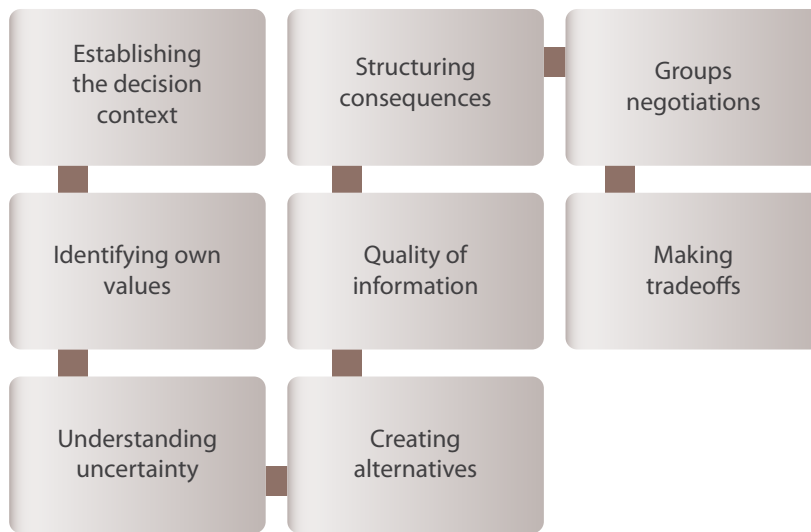 Establishing
the decision
context
Identifying own
values
Understanding
uncertainty
Creating
alternatives
Quality of
information
Structuring
consequences
Groups
negotiations
Making
tradeoffs